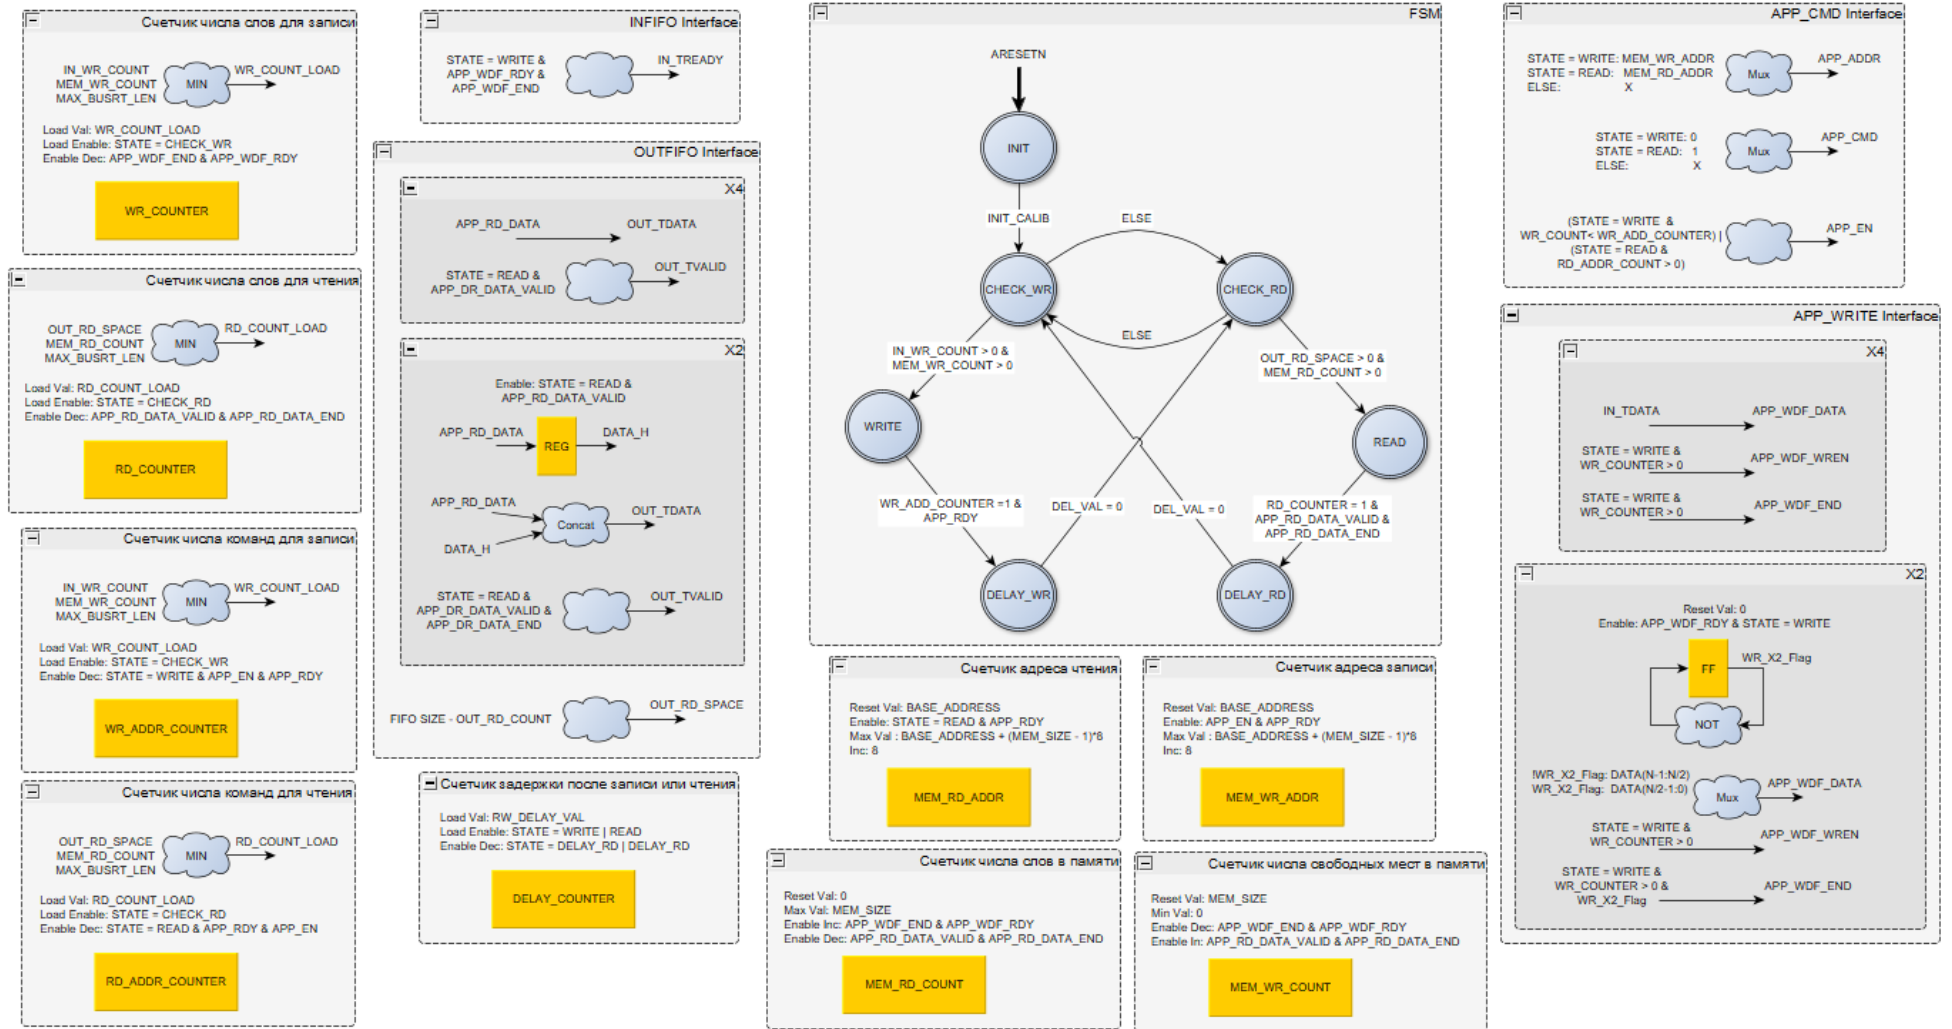 Счетчик числа слов для записи
IN_WR_COUNT
MEM_WR_COUNT
MAX_BUSRT_LEN
MIN
WR_COUNT_LOAD
Load Val: WR_COUNT_LOAD
Load Enable: STATE = CHECK_WR
Enable Dec: APP_WDF_END & APP_WDF_RDY
WR_COUNTER
Счетчик числа слов для чтения
OUT_RD_SPACE
MEM_RD_COUNT
MAX_BUSRT_LEN
MIN
RD_COUNT_LOAD
Load Val: RD_COUNT_LOAD
Load Enable: STATE = CHECK_RD
Enable Dec: APP_RD_DATA_VALID & APP_RD_DATA_END
RD_COUNTER
Счетчик числа команд для записи
IN_WR_COUNT
MEM_WR_COUNT
MAX_BUSRT_LEN
MIN
WR_COUNT_LOAD
Load Val: WR_COUNT_LOAD
Load Enable: STATE = CHECK_WR
Enable Dec: STATE = WRITE & APP_EN & APP_RDY
WR_ADDR_COUNTER
Счетчик числа команд для чтения
OUT_RD_SPACE
MEM_RD_COUNT
MAX_BUSRT_LEN
MIN
RD_COUNT_LOAD
Load Val: RD_COUNT_LOAD
Load Enable: STATE = CHECK_RD
Enable Dec: STATE = READ & APP_RDY & APP_EN
RD_ADDR_COUNTER
INFIFO Interface
STATE = WRITE &
APP_WDF_RDY &
APP_WDF_END
IN_TREADY
OUTFIFO Interface
X4
APP_RD_DATA
OUT_TDATA
STATE = READ &
APP_DR_DATA_VALID
OUT_TVALID
X2
Enable: STATE = READ &
APP_RD_DATA_VALID
APP_RD_DATA
REG
DATA_H
APP_RD_DATA
DATA_H
Concat
OUT_TDATA
STATE = READ &
APP_DR_DATA_VALID &
APP_DR_DATA_END
OUT_TVALID
FIFO SIZE - OUT_RD_COUNT
OUT_RD_SPACE
Счетчик задержки после записи или чтения
Load Val: RW_DELAY_VAL
Load Enable: STATE = WRITE | READ
Enable Dec: STATE = DELAY_RD | DELAY_RD
DELAY_COUNTER
FSM
ARESETN
INIT
INIT_CALIB
ELSE
CHECK_WR
CHECK_RD
ELSE
IN_WR_COUNT > 0 &
MEM_WR_COUNT > 0
OUT_RD_SPACE > 0 &
MEM_RD_COUNT > 0
WRITE
READ
WR_ADD_COUNTER =1 &
APP_RDY
DEL_VAL = 0
DEL_VAL = 0
RD_COUNTER = 1 &
APP_RD_DATA_VALID &
APP_RD_DATA_END
DELAY_WR
DELAY_RD
Счетчик адреса чтения
Reset Val: BASE_ADDRESS
Enable: STATE = READ & APP_RDY
Max Val : BASE_ADDRESS + (MEM_SIZE - 1)*8
Inc: 8
MEM_RD_ADDR
Счетчик адреса записи
Reset Val: BASE_ADDRESS
Enable: APP_EN & APP_RDY
Max Val : BASE_ADDRESS + (MEM_SIZE - 1)*8
Inc: 8
MEM_WR_ADDR
Счетчик числа слов в памяти
Reset Val: 0
Max Val: MEM_SIZE
Enable Inc: APP_WDF_END & APP_WDF_RDY
Enable Dec: APP_RD_DATA_VALID & APP_RD_DATA_END
MEM_RD_COUNT
Счетчик числа свободных мест в памяти
Reset Val: MEM_SIZE
Min Val: 0
Enable Dec: APP_WDF_END & APP_WDF_RDY
Enable In: APP_RD_DATA_VALID & APP_RD_DATA_END
MEM_WR_COUNT
APP_CMD Interface
STATE = WRITE: MEM_WR_ADDR
STATE = READ: MEM_RD_ADDR
ELSE: X
Mux
APP_ADDR
STATE = WRITE: 0
STATE = READ: 1
ELSE: X
Mux
APP_CMD
(STATE = WRITE &
WR_COUNT< WR_ADD_COUNTER) |
(STATE = READ &
RD_ADDR_COUNT > 0)
APP_EN
APP_WRITE Interface
X4
IN_TDATA
APP_WDF_DATA
STATE = WRITE &
WR_COUNTER > 0
APP_WDF_WREN
STATE = WRITE &
WR_COUNTER > 0
APP_WDF_END
X2
Reset Val: 0
Enable: APP_WDF_RDY & STATE = WRITE
FF
WR_X2_Flag
NOT
!WR_X2_Flag: DATA(N-1:N/2)
WR_X2_Flag: DATA(N/2-1:0)
Mux
APP_WDF_DATA
STATE = WRITE &
WR_COUNTER > 0
APP_WDF_WREN
STATE = WRITE &
WR_COUNTER > 0 &
WR_X2_Flag
APP_WDF_END